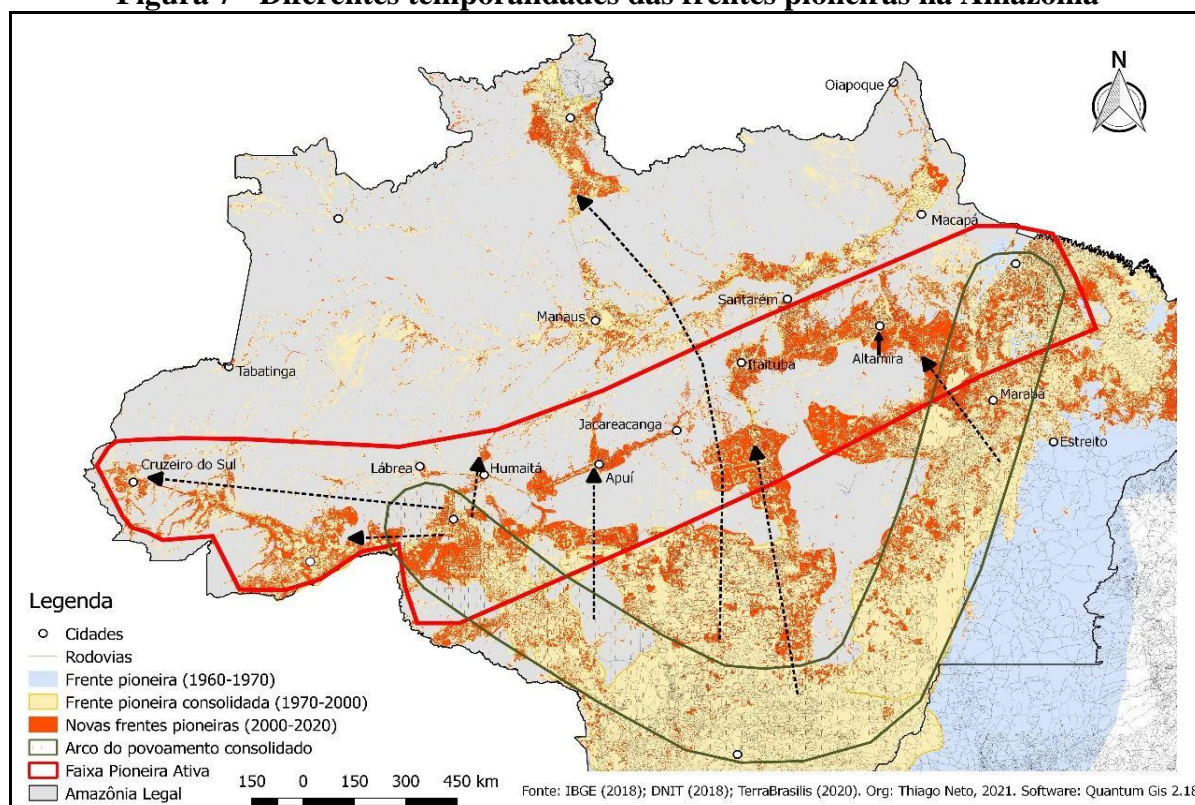 Figura 7 - Diferentes temporalidades das frentes pioneiras na Amazônia
N
Oiapoque
Macapá
Santarém
Manaus
Itaituba
Altamira
Tabatinga
Marabá
Jacareacanga
Estreito
Cruzeiro do Sul
Lábrea
Humaitá
Apuí
Legenda
Cidades
Rodovias
Frente pioneira (1960-1970)
Frente pioneira consolidada (1970-2000)
Novas frentes pioneiras (2000-2020)
Arco do povoamento consolidado
Faixa Pioneira Ativa
Amazônia Legal
150 0 150 300 450 km
Fonte: IBGE (2018); DNIT (2018); TerraBrasilis (2020). Org: Thiago Neto, 2021. Software: Quantum Gis 2.18